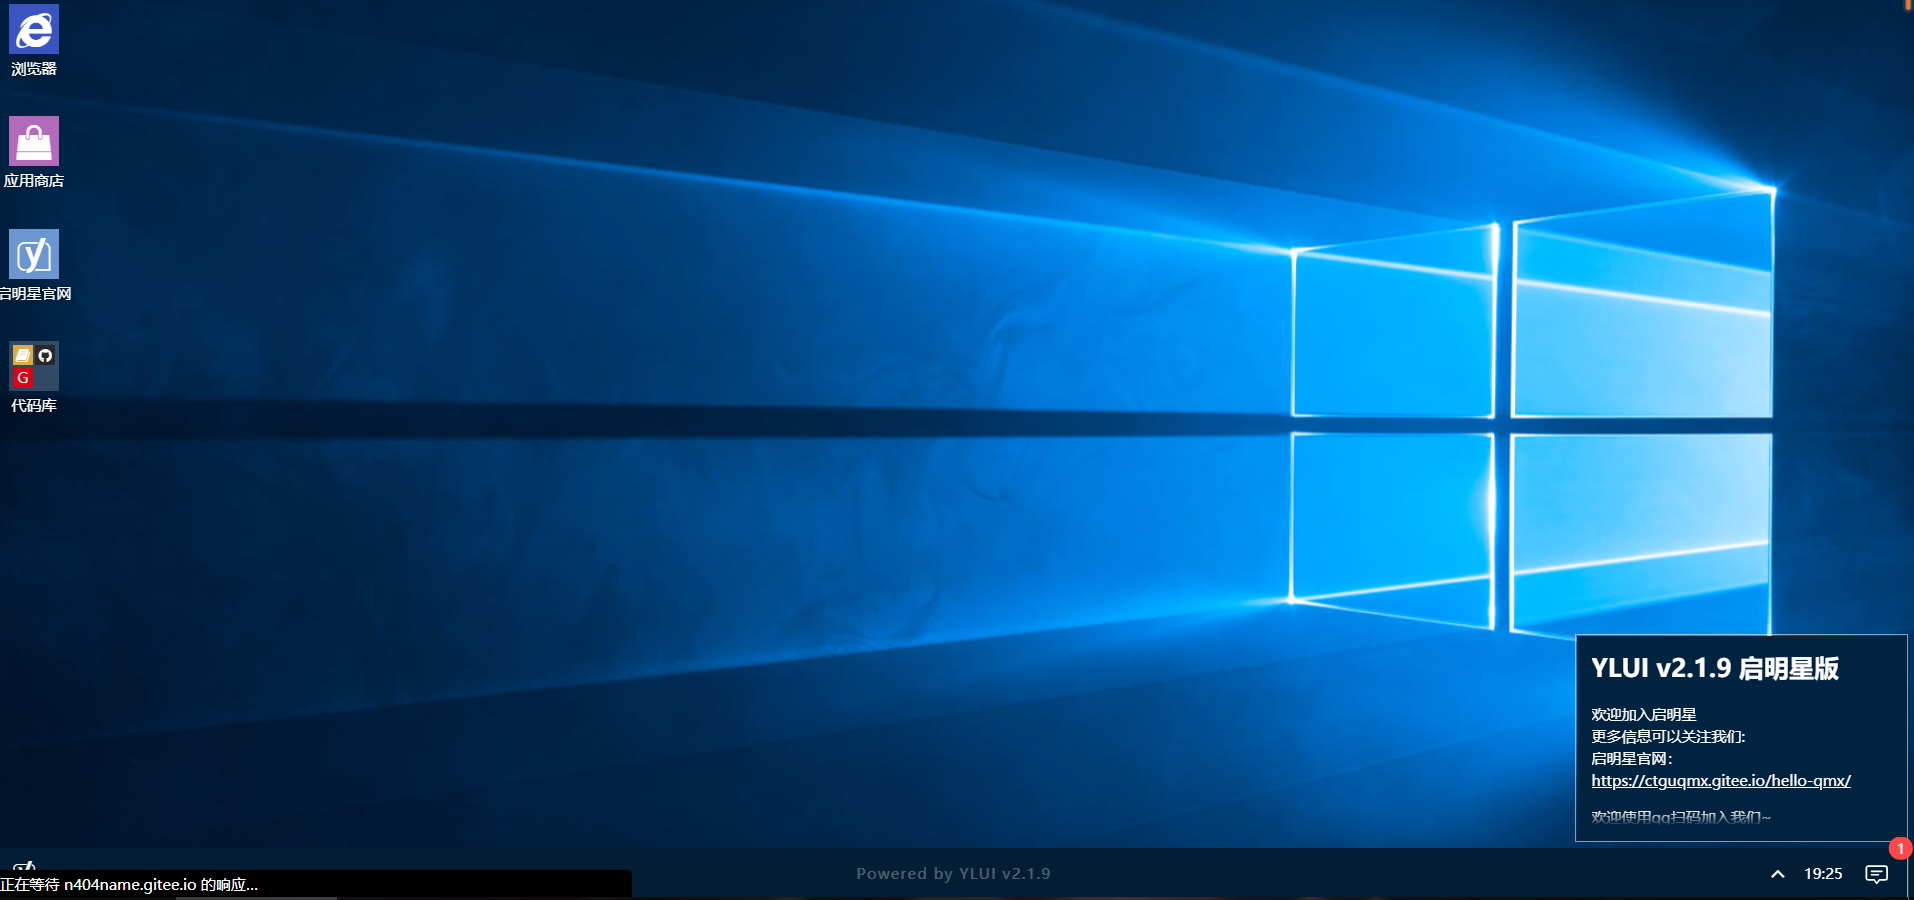 浏览器
应用商店
启明星官网
G
代码库
YLUI v2.1.9 启明星版
欢迎加入启明星
更多信息可以关注我们:
启明星官网：
https://ctguqmx.gitee.io/hello-qmx/
欢迎使用qq扫码加入我们~
正在等待 n404name.gitee.io 的响应...
Powered by YLUI v2.1.9
19:25
1